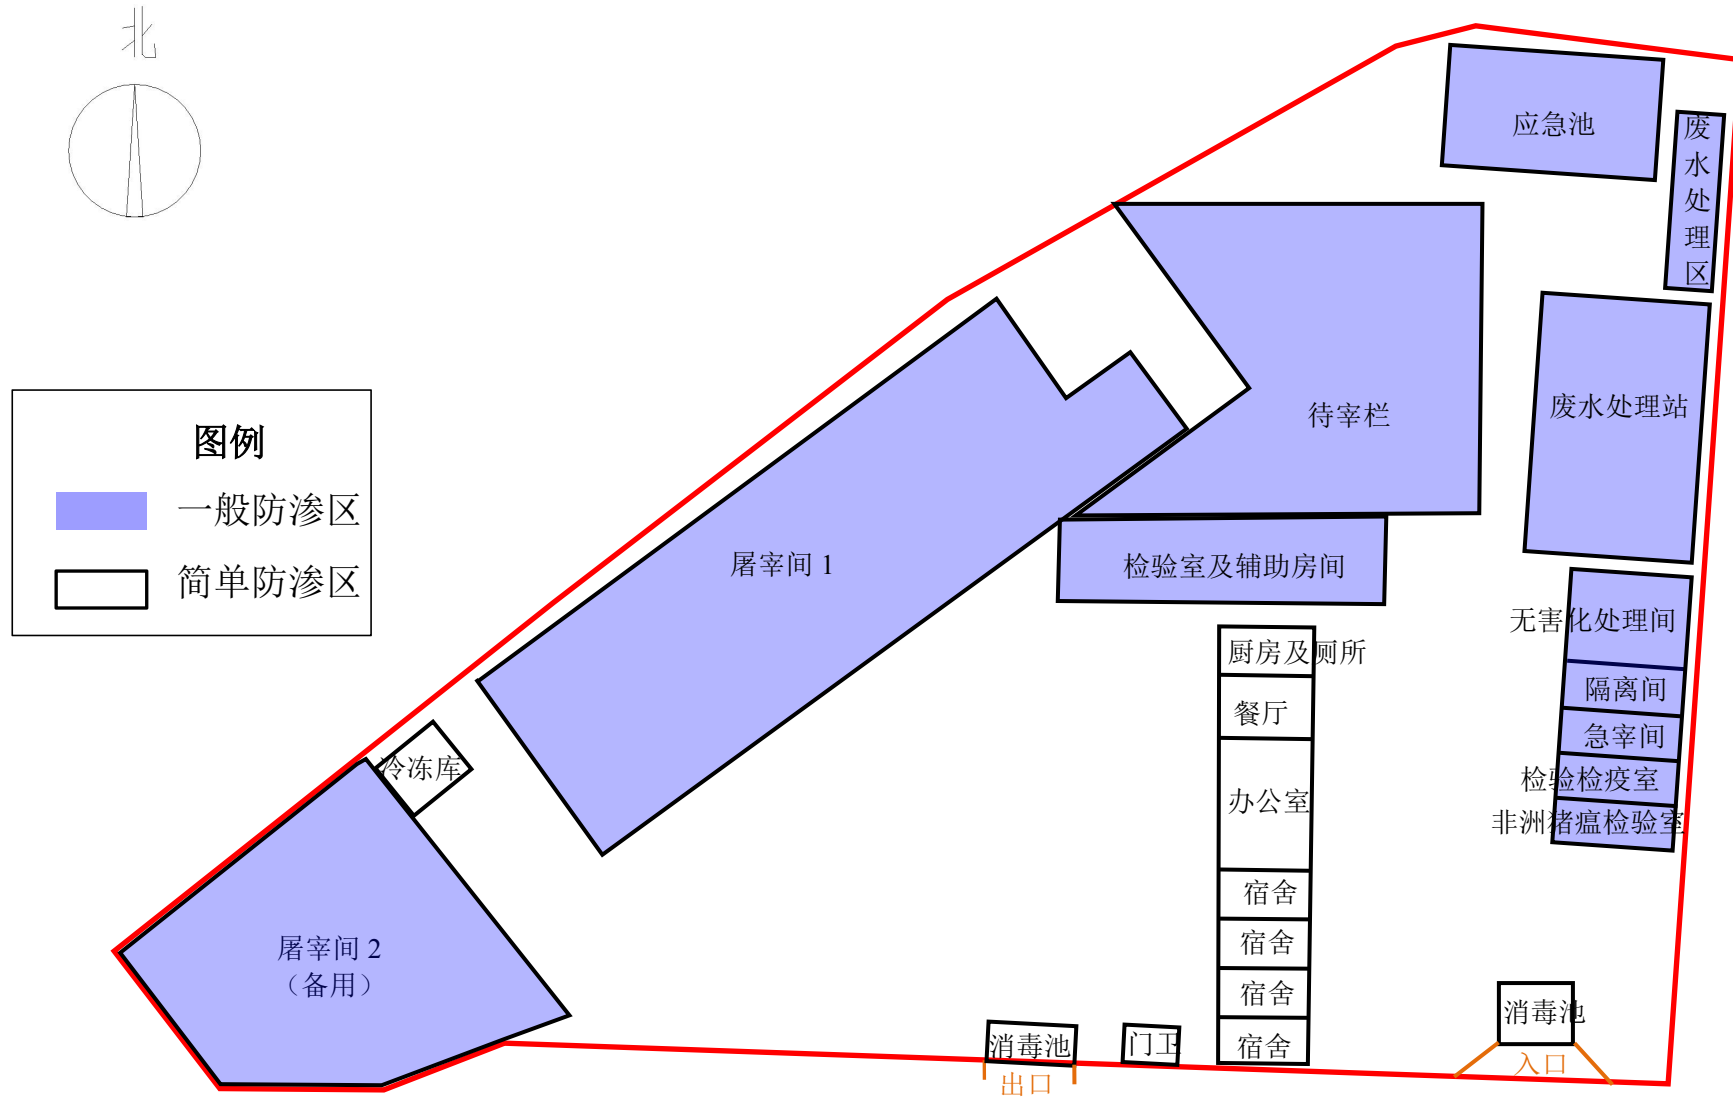 北
应急池
废水处理区
待宰栏
废水处理站
图例
一般防渗区
简单防渗区
屠宰间 1
检验室及辅助房间
无害化处理间
厨房及厕所
隔离间
餐厅
急宰间
冷冻库
检验检疫室
办公室
非洲猪瘟检验室
宿舍
宿舍
屠宰间 2
（备用）
宿舍
消毒池
消毒池
门卫
宿舍
入口
出口